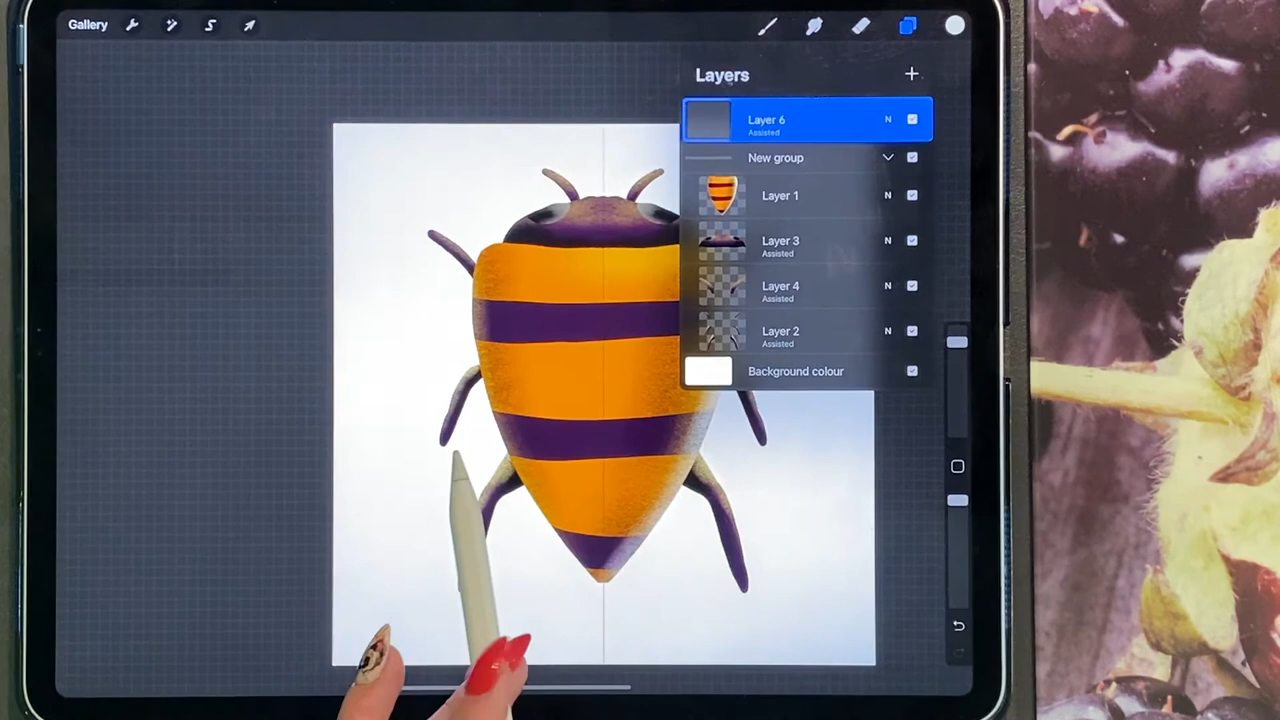 Gallery
Layers
Layer 6
N
Assisted
New group
Layer 1
N
Layer 3
N
Assisted
Layer 4
N
Assisted
Layer 2
N
Assisted
Background colour